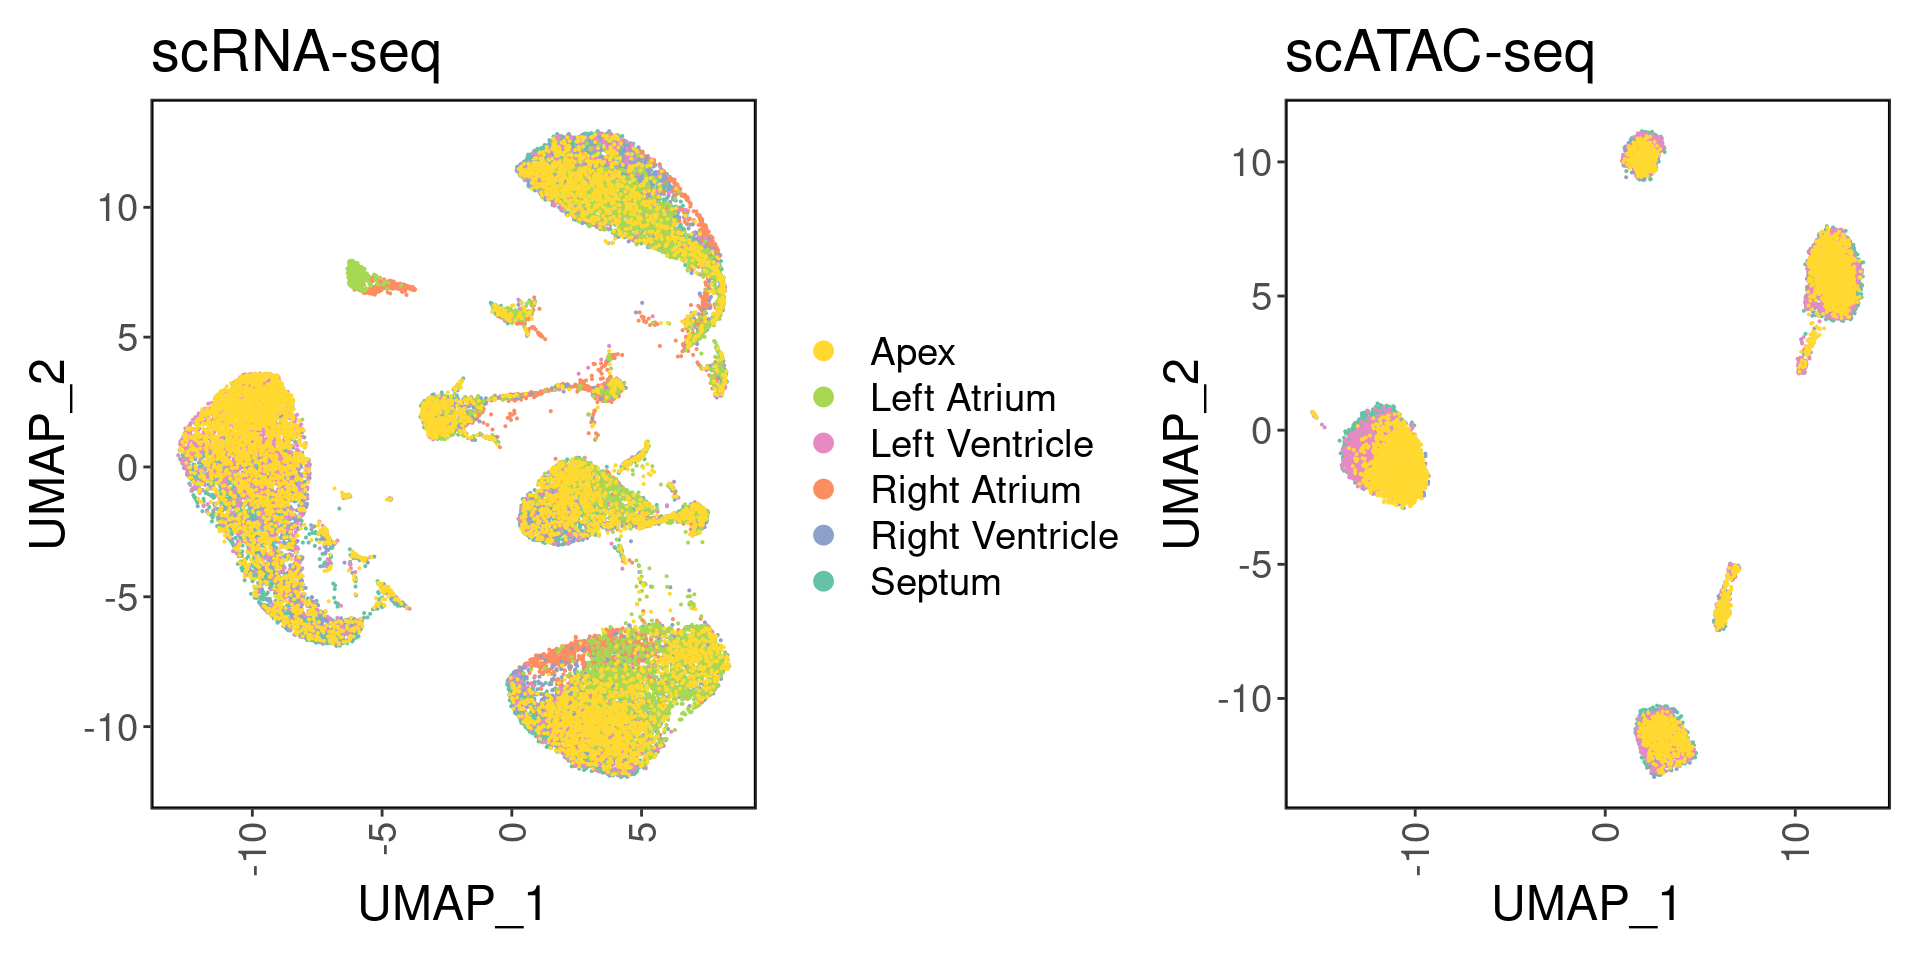 scRNA-seq
UMAP_2
10
5
0
-5
-10
-10
-5
0
5
UMAP_1
Apex
Left Atrium
Left Ventricle
Right Atrium
Right Ventricle
Septum
scATAC-seq
UMAP_2
10
5
0
-5
-10
-10
0
10
UMAP_1